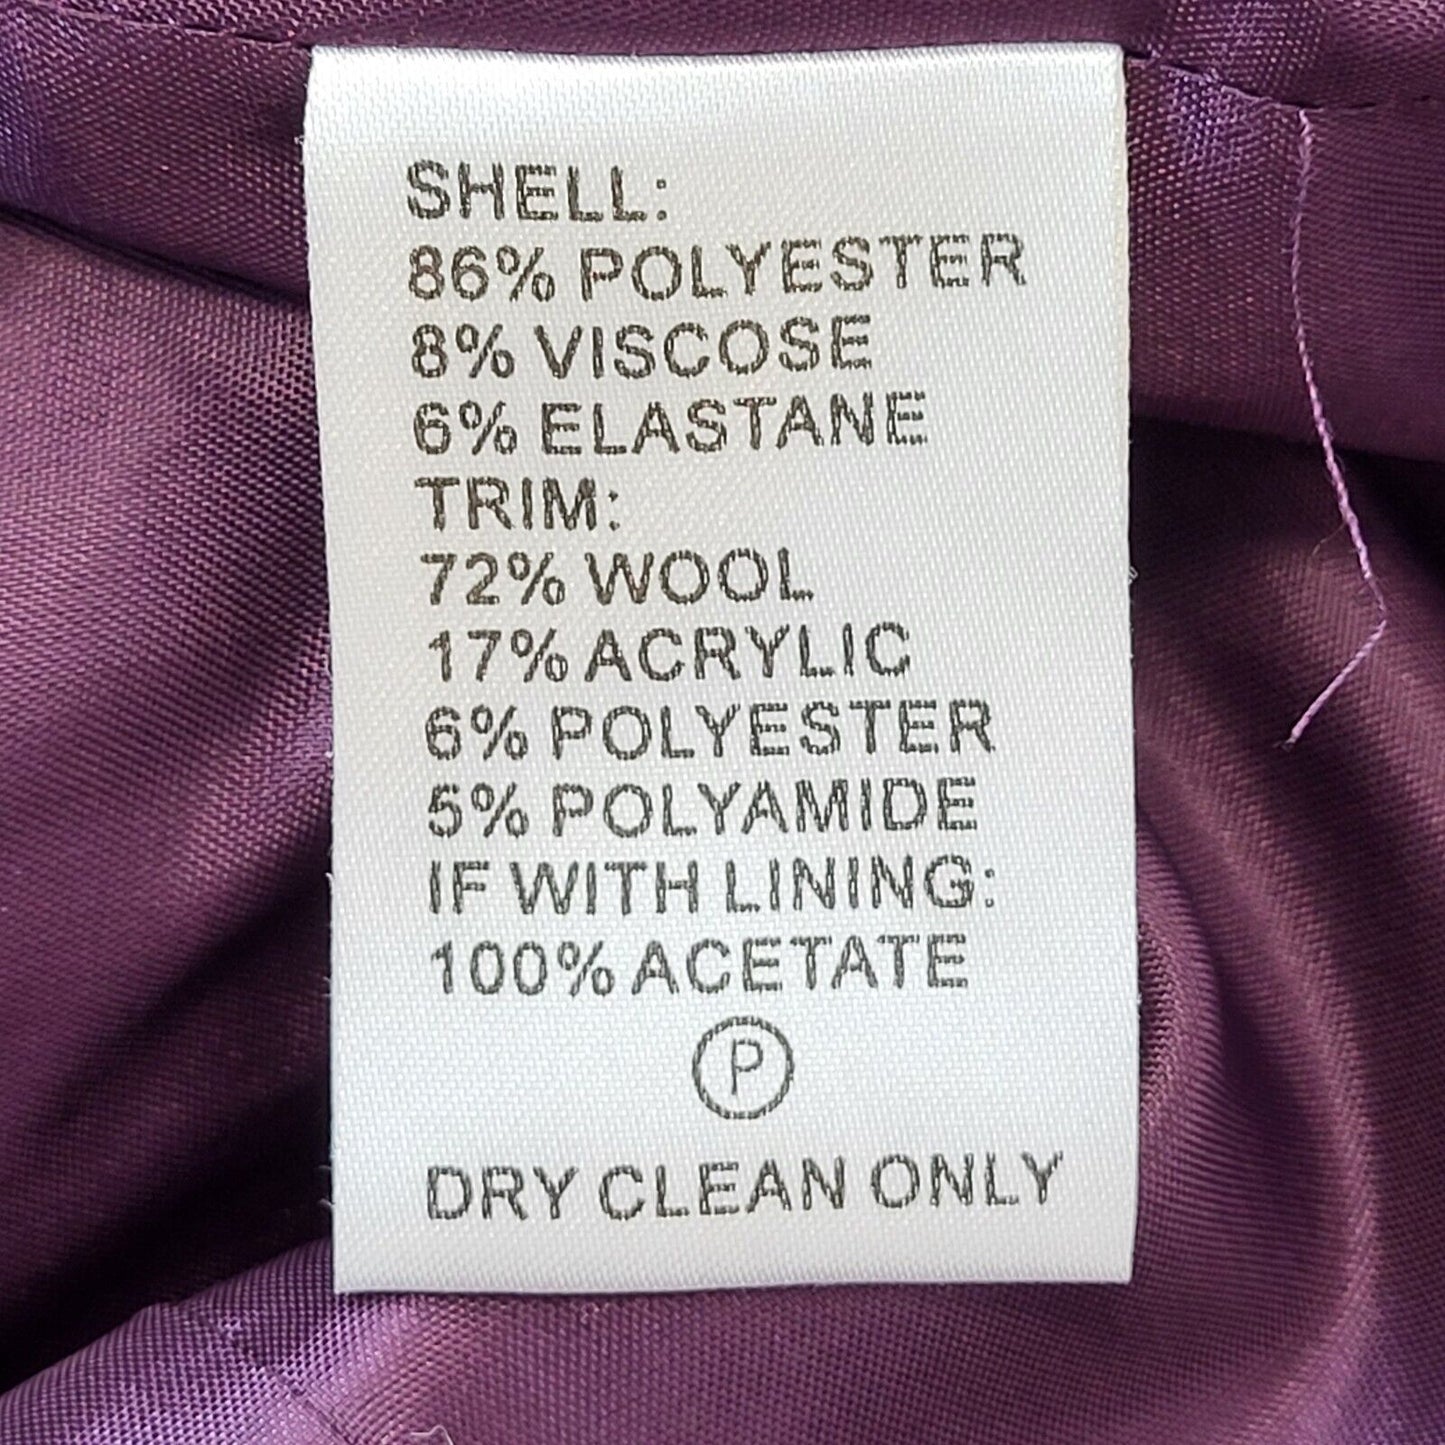 SHELL:
86% POLYESTER
8% VISCOSE
6% ELASTANE
TRIM:
72% WOOL
17% ACRYLIC
6% POLYESTER
5% POLYAMIDE
IF WITH LINING:
100% ACETATE
P
DRY CLEAN ONLY